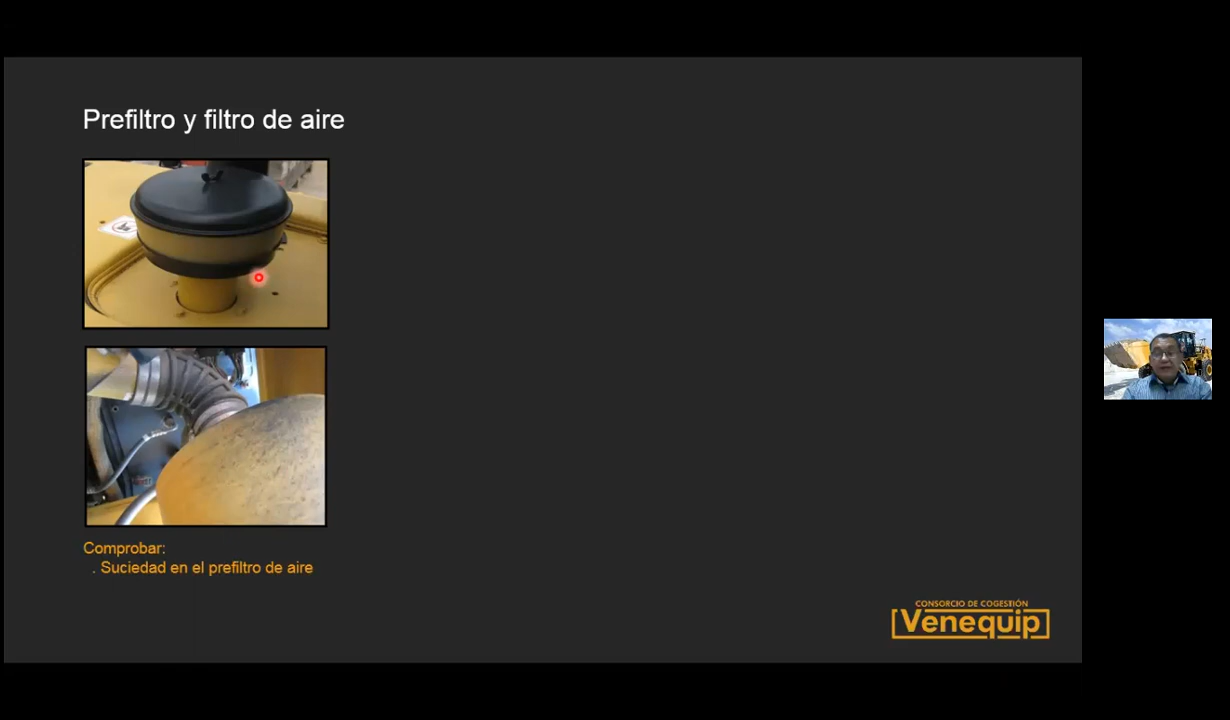 Prefiltro y filtro de aire
Comprobar:
. Suciedad en el prefiltro de aire
CONSORCIO DE COGESTIÓN
Venequip